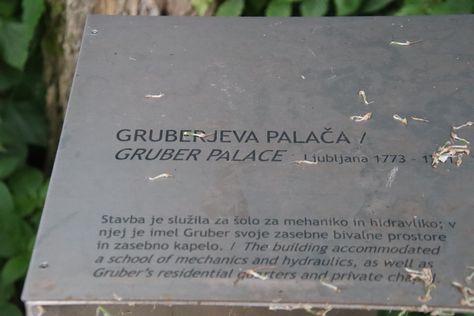 GRUBERJEVA PALAČA /
GRUBER PALACE Ljubljana 1773 -
Stavba je služila za šolo za mehaniko in hidravliko; v
njej je imel Gruber svoje zasebne bivalne prostore
in zasebno kapelo. / The building accommodated
a school of mechanics and hydraulics, as well as
Gruber's residential quarters and private chapel.